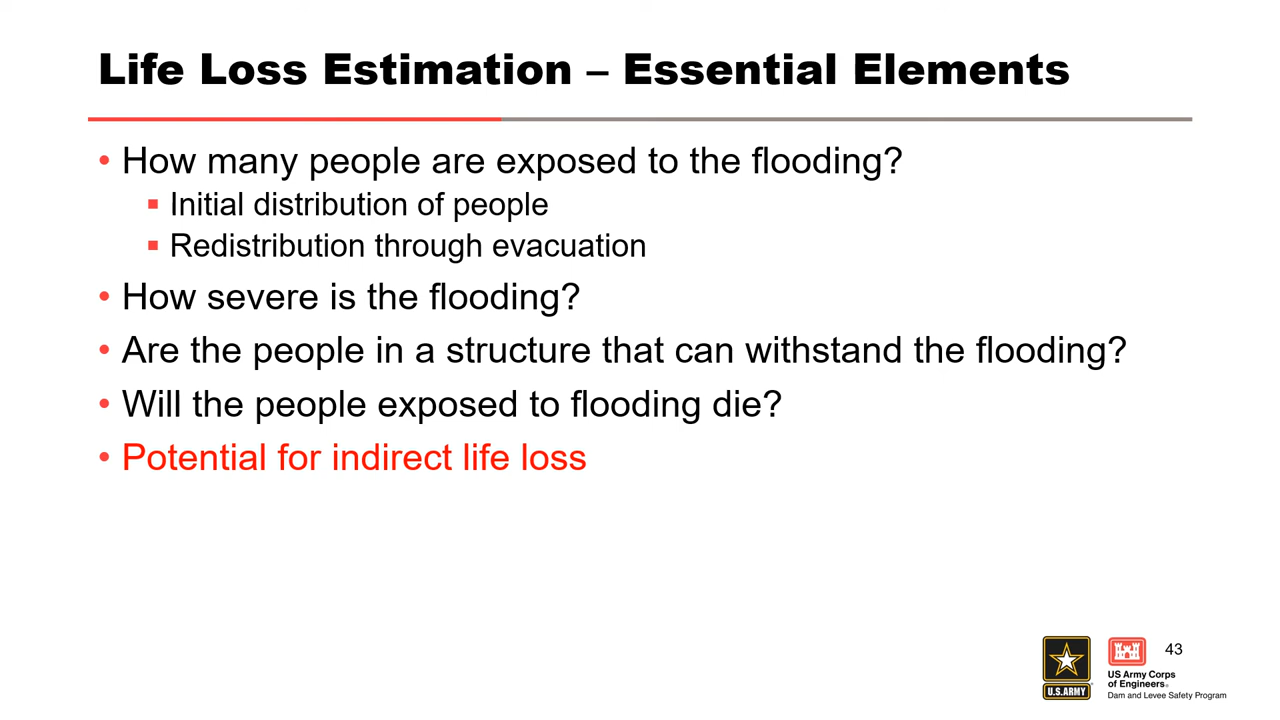 Life Loss Estimation – Essential Elements
• How many people are exposed to the flooding?
▪ Initial distribution of people
▪ Redistribution through evacuation
• How severe is the flooding?
• Are the people in a structure that can withstand the flooding?
• Will the people exposed to flooding die?
• Potential for indirect life loss
43
U.S.ARMY
US Army Corps
of Engineers®
Dam and Levee Safety Program